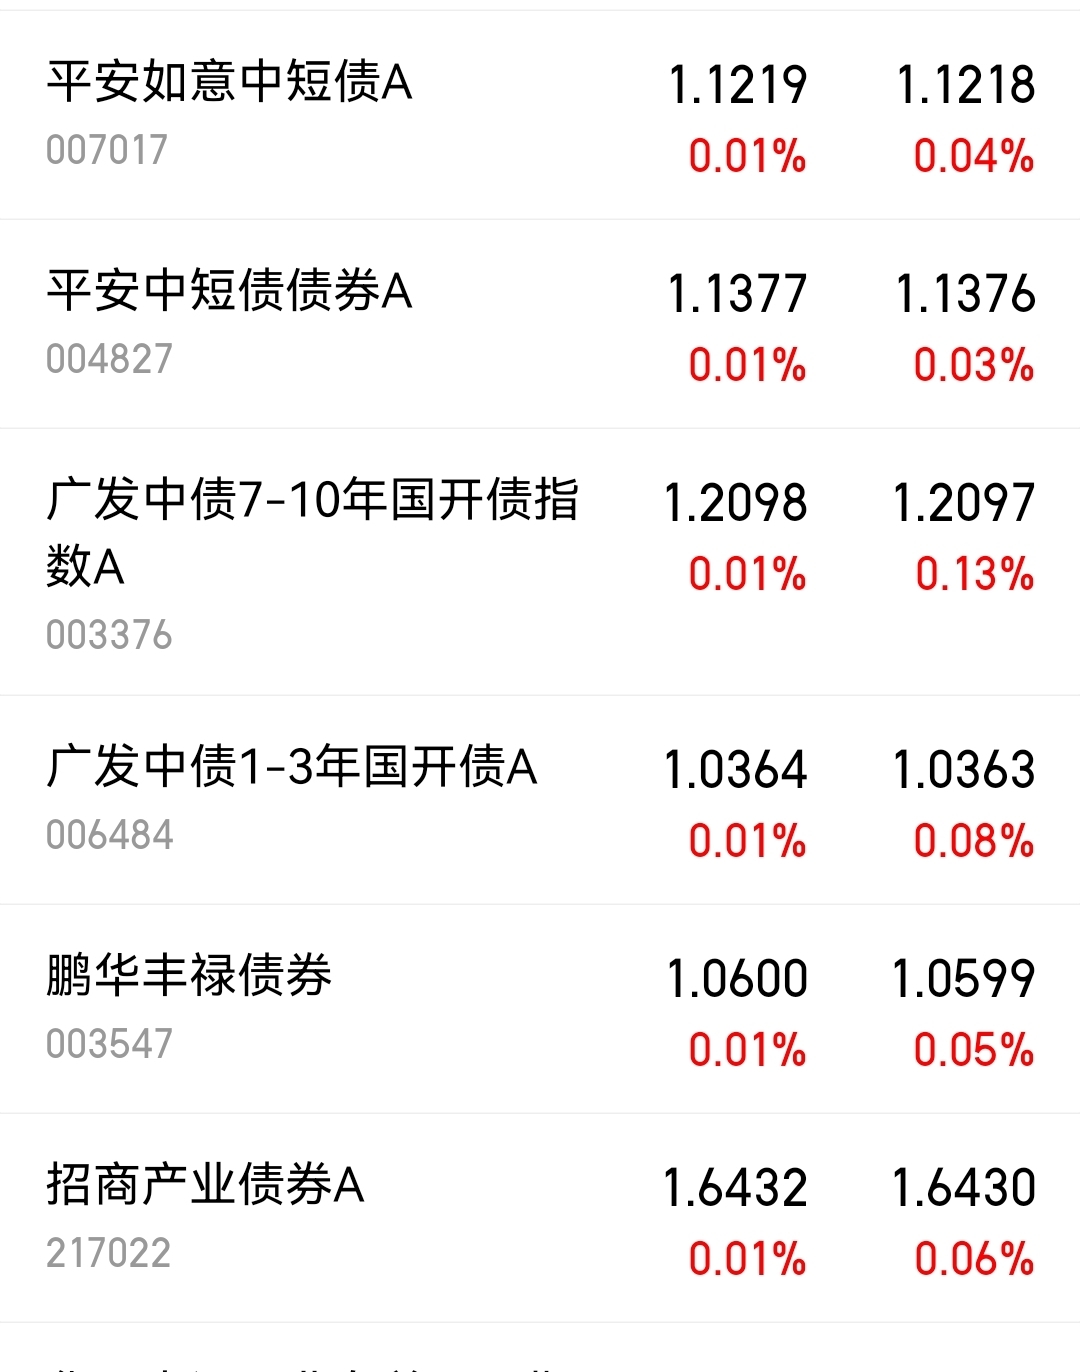 平安如意中短债A 1.1219 1.1218
007017 0.01% 0.04%
平安中短债债券A 1.1377 1.1376
004827 0.01% 0.03%
广发中债7-10年国开债指 1.2098 1.2097
数A 0.01% 0.13%
003376
广发中债1-3年国开债A 1.0364 1.0363
006484 0.01% 0.08%
鹏华丰禄债券 1.0600 1.0599
003547 0.01% 0.05%
招商产业债券A 1.6432 1.6430
217022 0.01% 0.06%